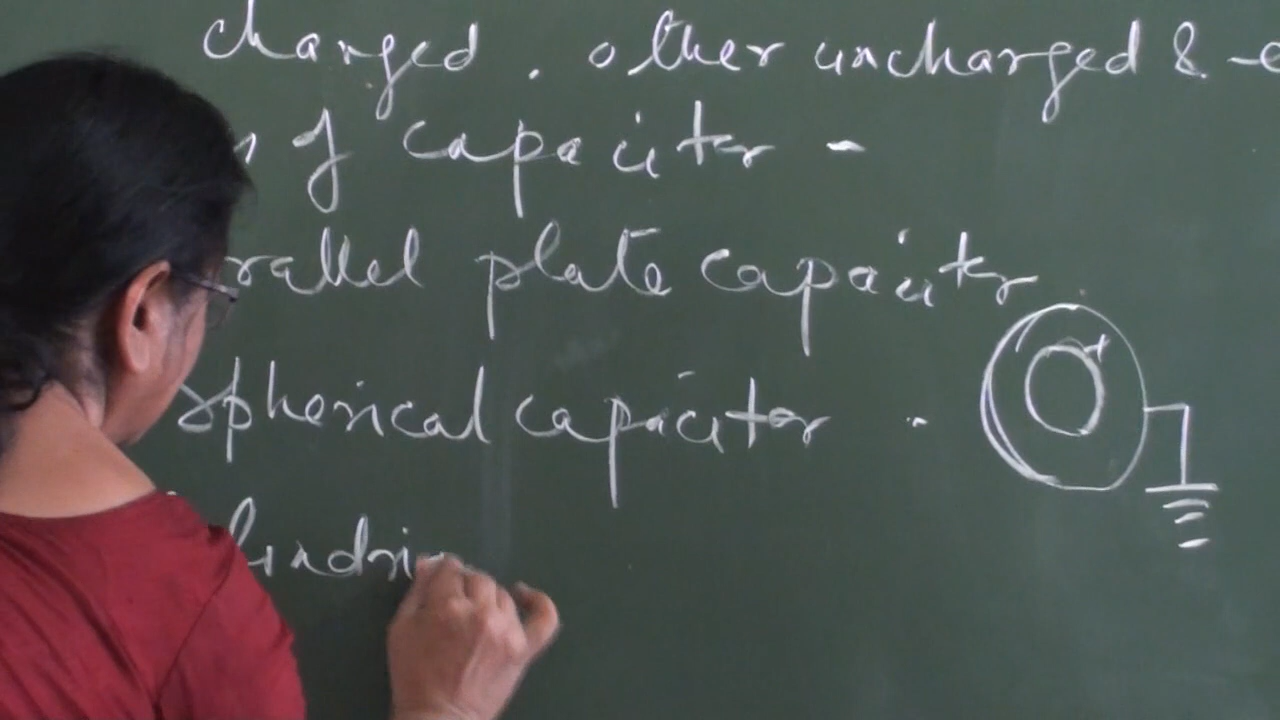 charged . other uncharged & -e
of capacitor -
rallel plate capacitor
spherical capacitor .
lindri